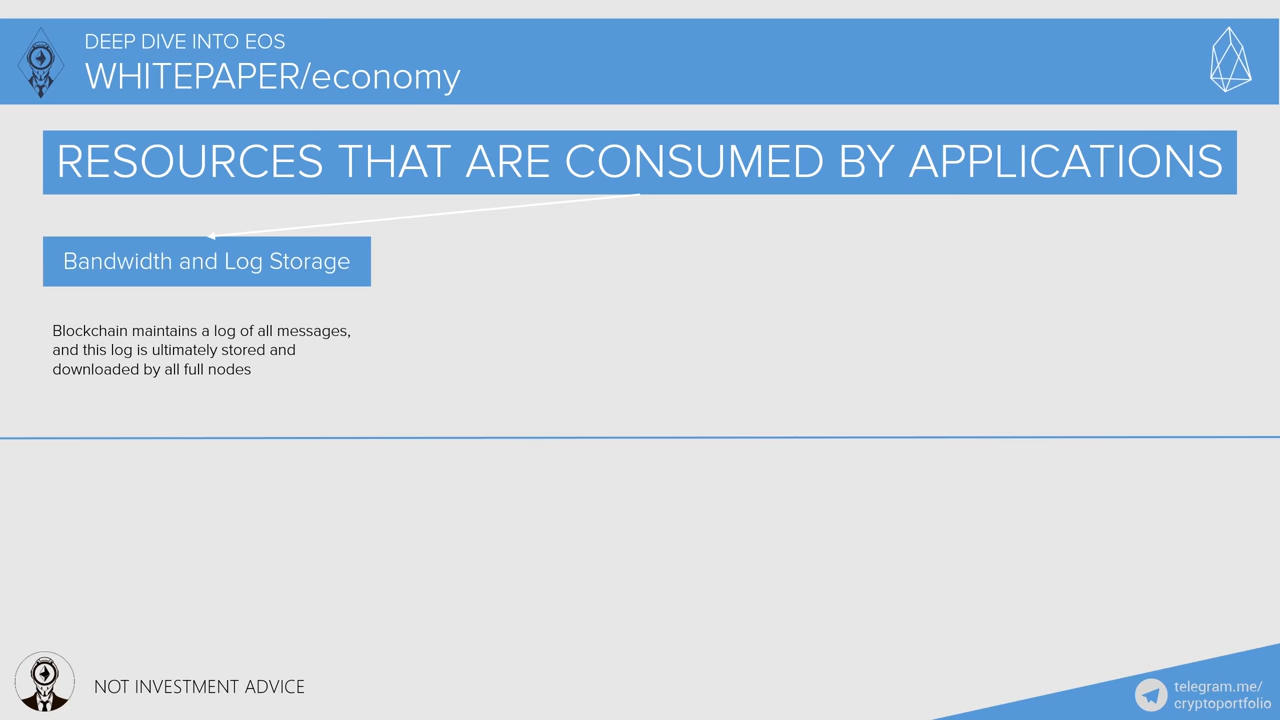 DEEP DIVE INTO EOS
WHITEPAPER/economy
RESOURCES THAT ARE CONSUMED BY APPLICATIONS
Bandwidth and Log Storage
Blockchain maintains a log of all messages,
and this log is ultimately stored and
downloaded by all full nodes
NOT INVESTMENT ADVICE
telegram.me/
cryptoportfolio